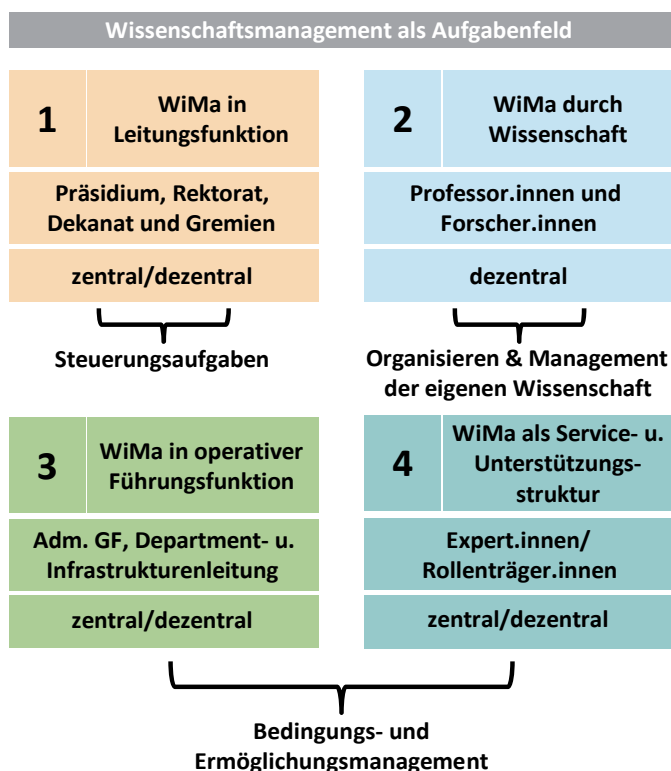 Wissenschaftsmanagement als Aufgabenfeld
1
WiMa in
Leitungsfunktion
Präsidium, Rektorat,
Dekanat und Gremien
zentral/dezentral
Steuerungsaufgaben
2
WiMa durch
Wissenschaft
Professor.innen und
Forscher.innen
dezentral
Organisieren & Management
der eigenen Wissenschaft
3
WiMa in operativer
Führungsfunktion
Adm. GF, Department- u.
Infrastrukturenleitung
zentral/dezentral
4
WiMa als Service- u.
Unterstützungs-
struktur
Expert.innen/
Rollenträger.innen
zentral/dezentral
Bedingungs- und
Ermöglichungsmanagement